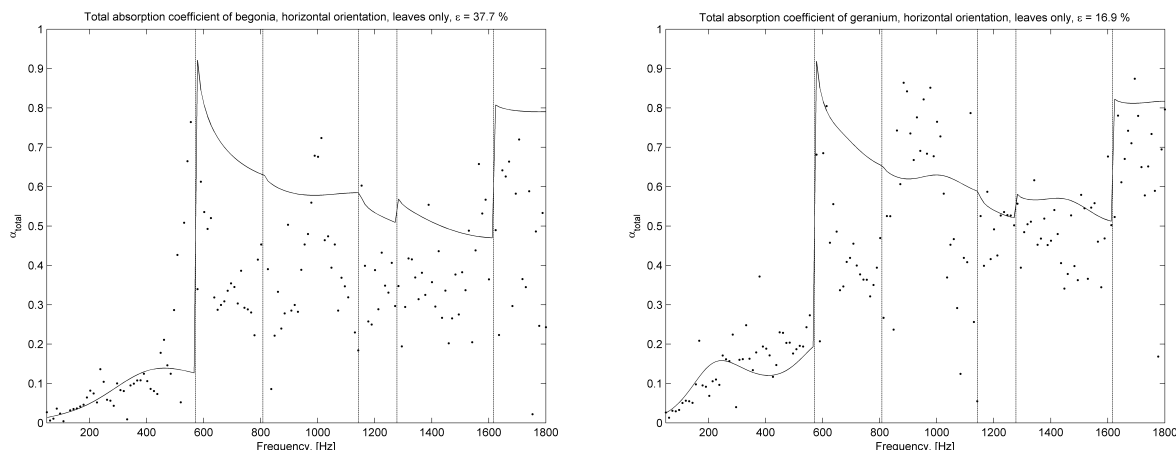 Total absorption coefficient of begonia, horizontal orientation, leaves only, ε = 37.7 %
1
0.9
0.8
0.7
0.6
0.5
0.4
0.3
0.2
0.1
0
α total
200 400 600 800 1000 1200 1400 1600 1800
Frequency, [Hz]
Total absorption coefficient of geranium, horizontal orientation, leaves only, ε = 16.9 %
1
0.9
0.8
0.7
0.6
0.5
0.4
0.3
0.2
0.1
0
α total
200 400 600 800 1000 1200 1400 1600 1800
Frequency, [Hz]